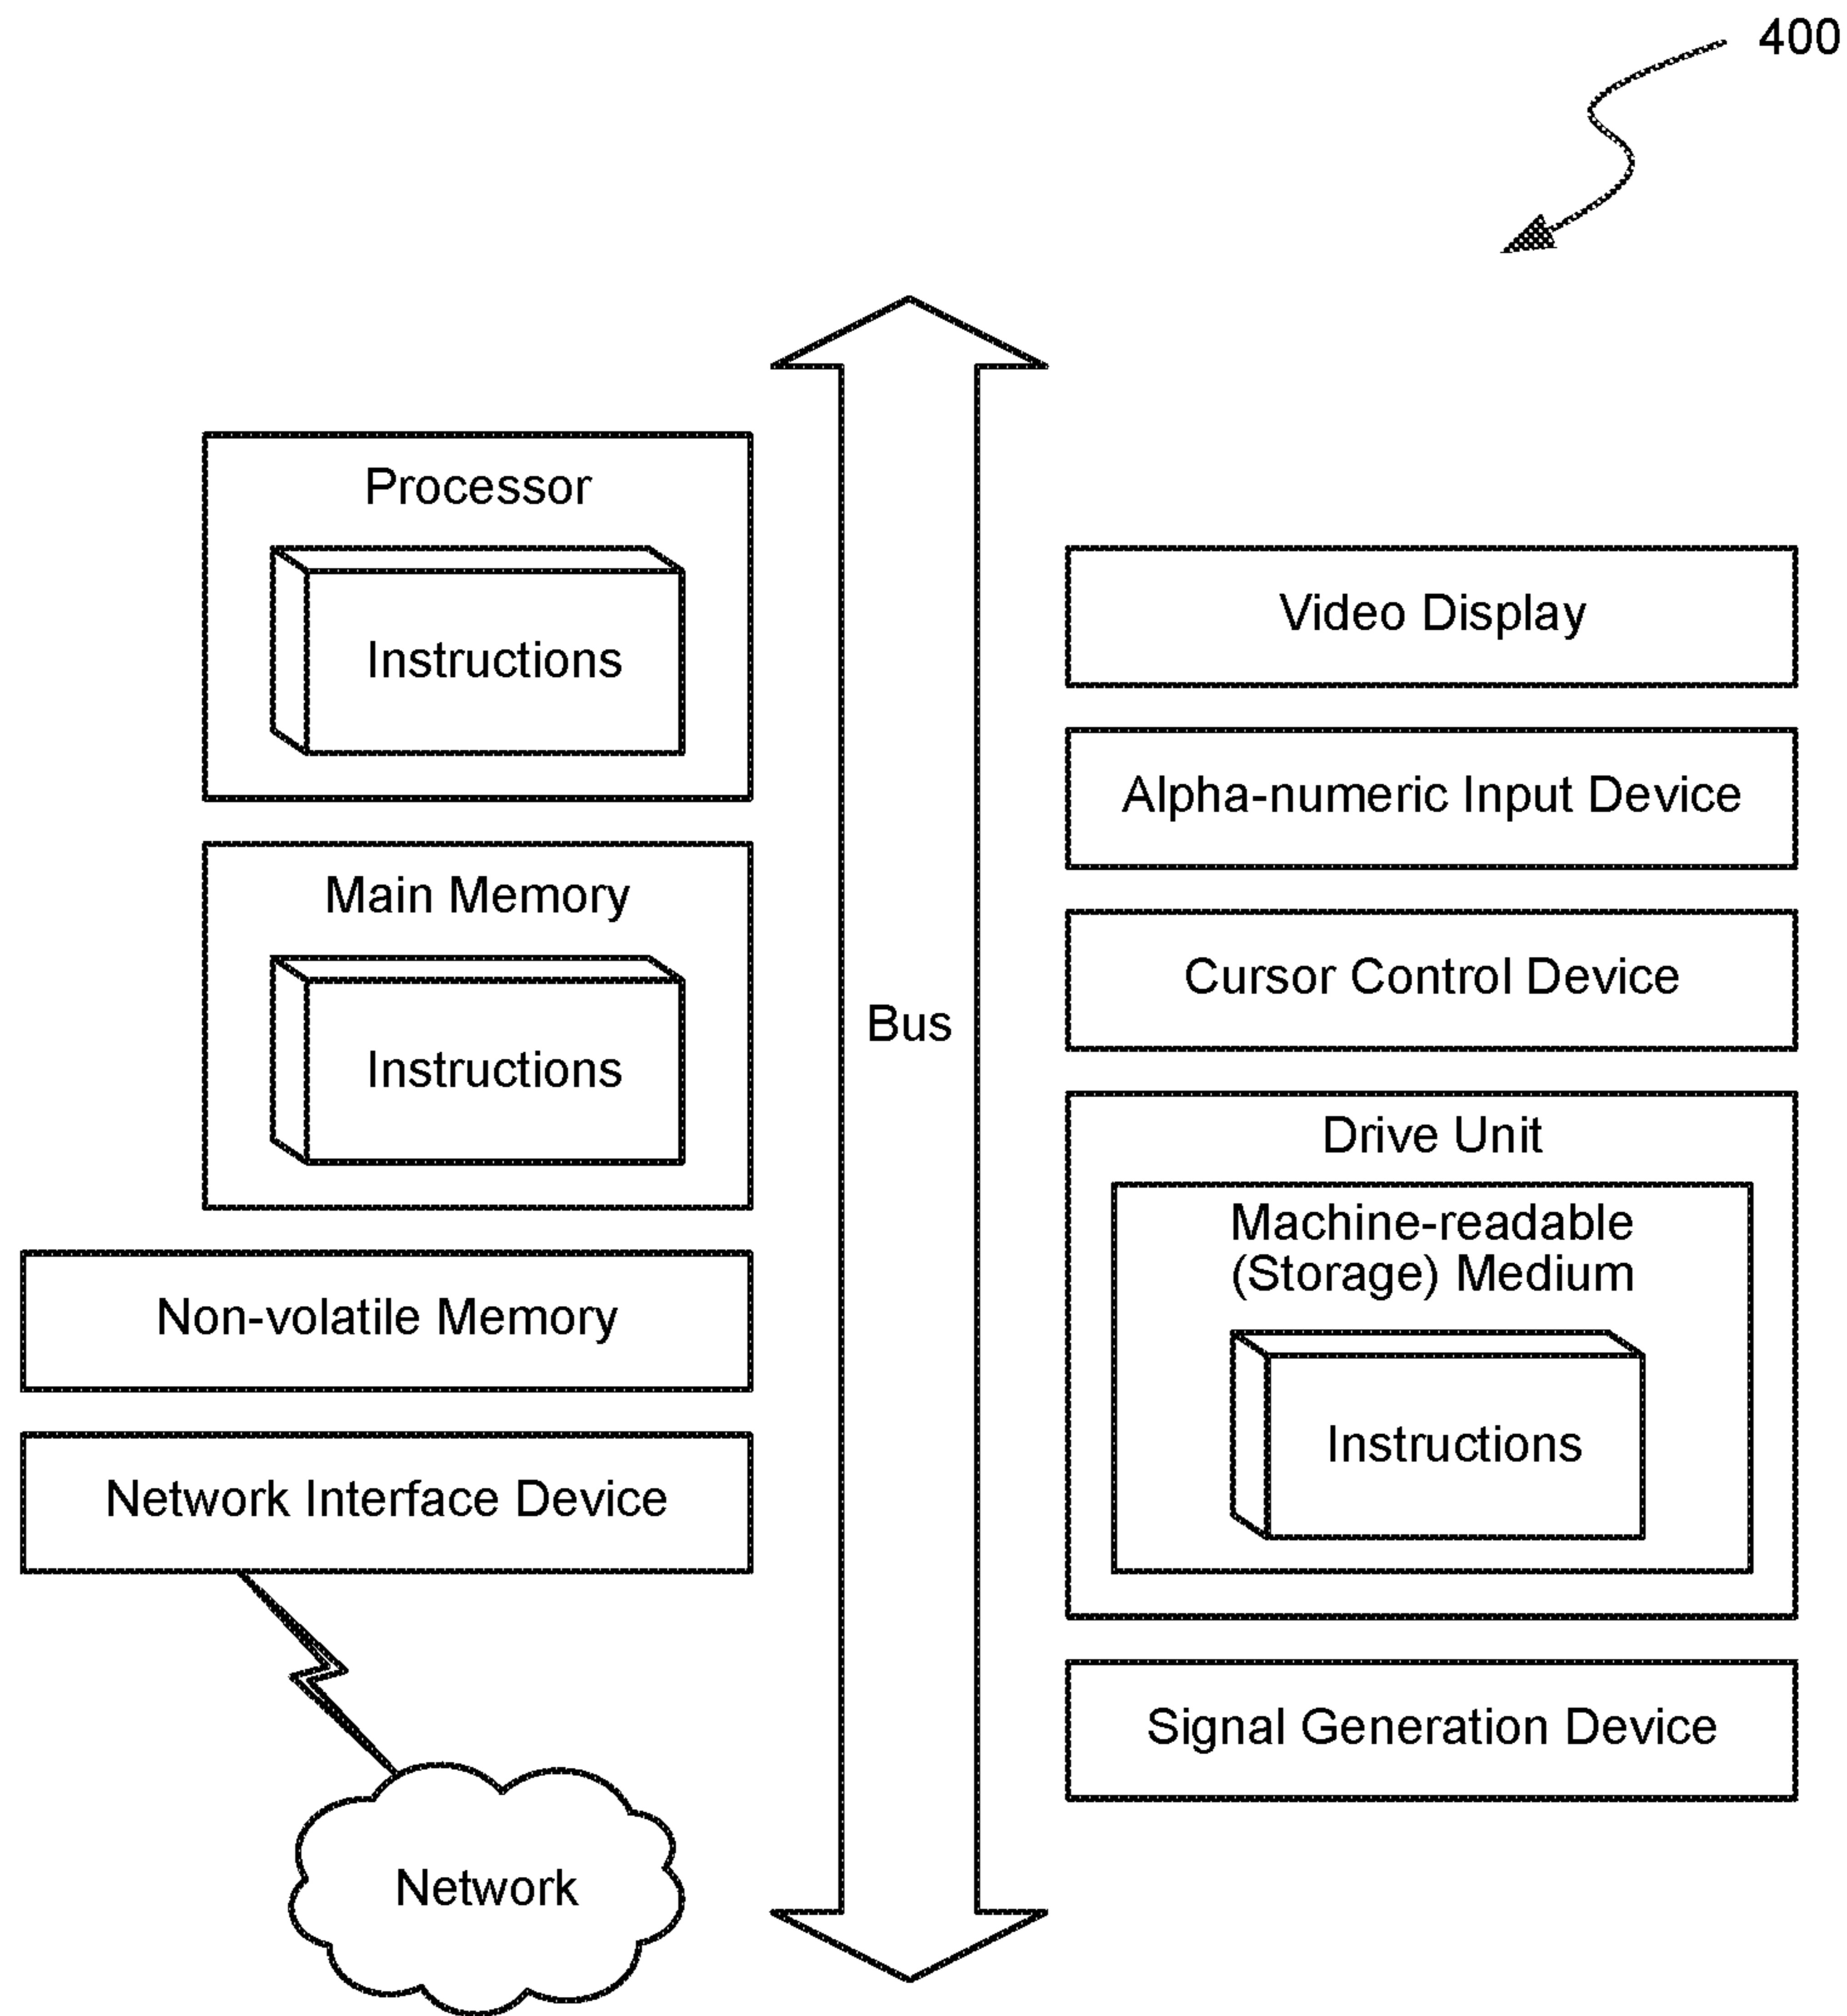 400
Processor
Instructions
Main Memory
Instructions
Non-volatile Memory
Network Interface Device
Network
Bus
Video Display
Alpha-numeric Input Device
Cursor Control Device
Drive Unit
Machine-readable
(Storage) Medium
Instructions
Signal Generation Device